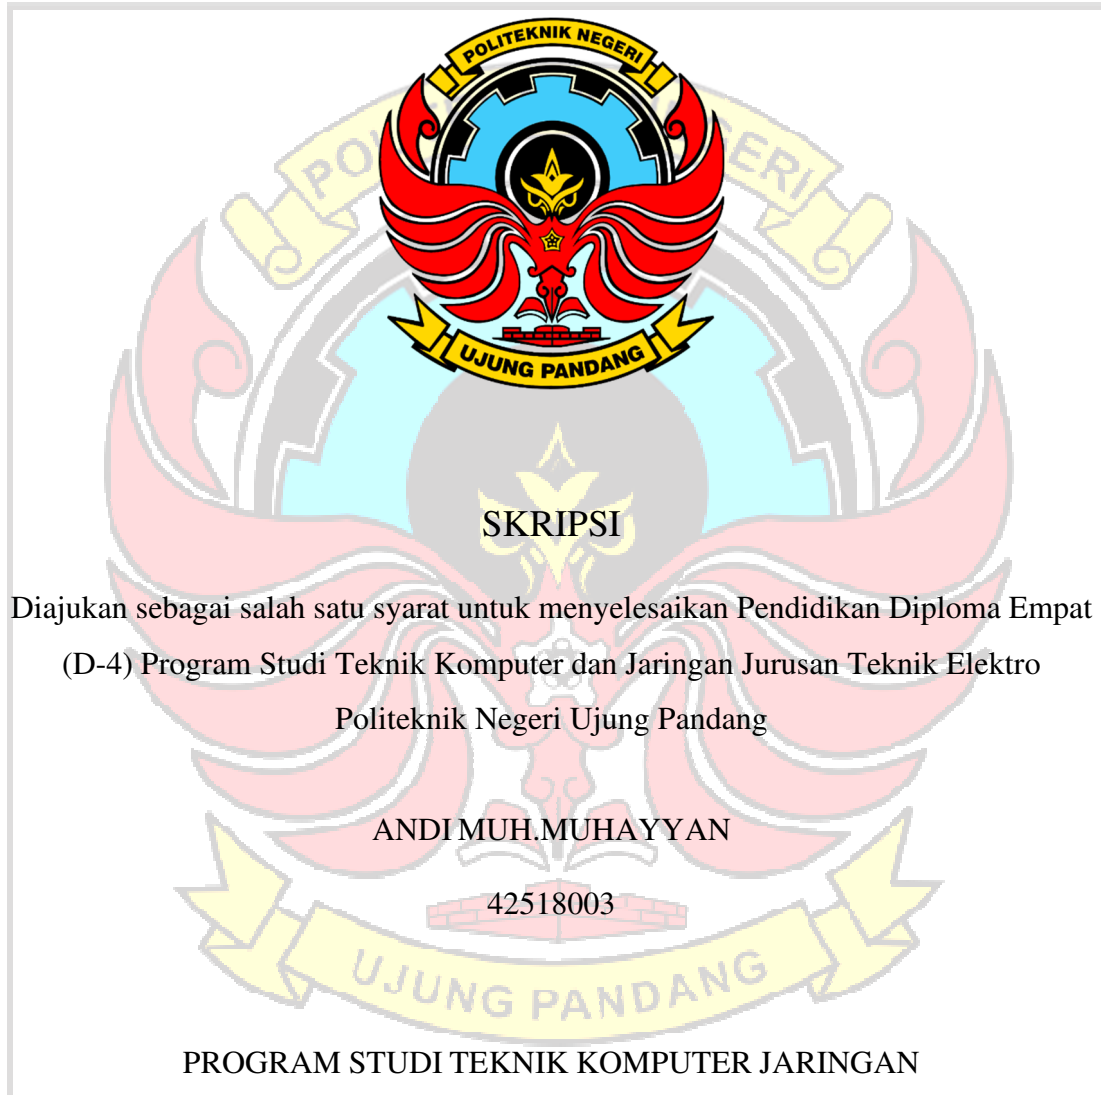 POLITEKNIK NEGERI
UJUNG PANDANG
SKRIPSI
Diajukan sebagai salah satu syarat untuk menyelesaikan Pendidikan Diploma Empat
(D-4) Program Studi Teknik Komputer dan Jaringan Jurusan Teknik Elektro
Politeknik Negeri Ujung Pandang
ANDI MUH.MUHAYYAN
42518003
UJUNG PANDANG
PROGRAM STUDI TEKNIK KOMPUTER JARINGAN